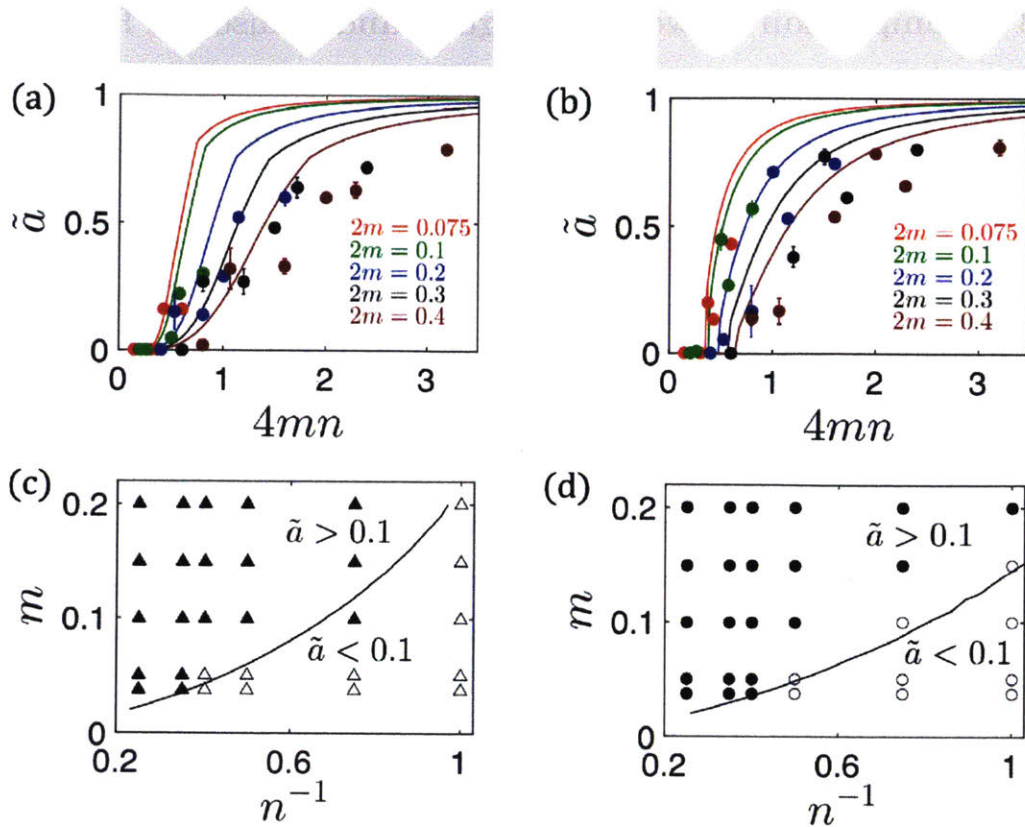 (a)
1
0.5
0
ã
2m = 0.075
2m = 0.1
2m = 0.2
2m = 0.3
2m = 0.4
0 1 2 3
4mn
(b)
1
0.5
0
ã
2m = 0.075
2m = 0.1
2m = 0.2
2m = 0.3
2m = 0.4
0 1 2 3
4mn
(c)
0.2
0.1
0
m
ã > 0.1
ã < 0.1
0.2 0.6 1
n⁻¹
(d)
0.2
0.1
0
m
ã > 0.1
ã < 0.1
0.2 0.6 1
n⁻¹